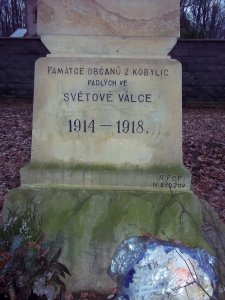 PAMÁTCE OBČANŮ Z KOBYLIC
PADLÝCH VE
SVĚTOVÉ VÁLCE
1914 — 1918.
N. BYDŽOV